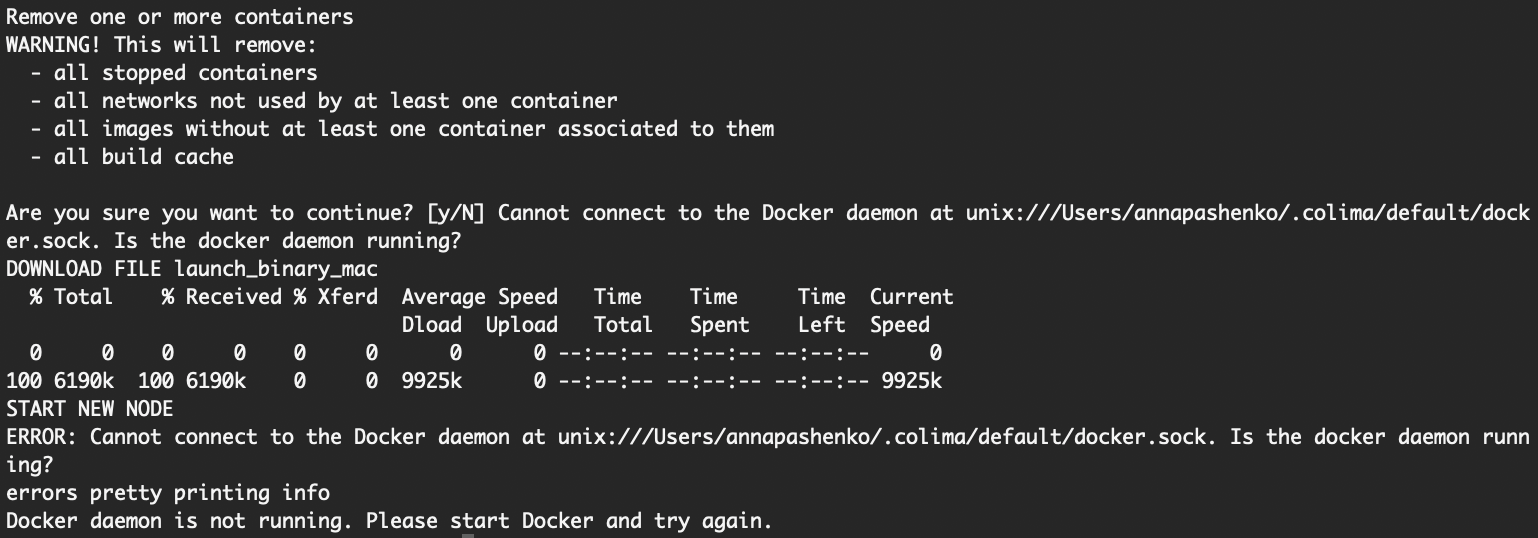 Remove one or more containers
WARNING! This will remove:
  - all stopped containers
  - all networks not used by at least one container
  - all images without at least one container associated to them
  - all build cache

Are you sure you want to continue? [y/N] Cannot connect to the Docker daemon at unix:///Users/annapashenko/.colima/default/dock
er.sock. Is the docker daemon running?
DOWNLOAD FILE launch_binary_mac
  % Total    % Received % Xferd  Average Speed   Time    Time     Time  Current
                                 Dload  Upload   Total   Spent    Left  Speed
  0     0    0     0    0     0      0      0 --:--:-- --:--:-- --:--:--     0
100 6190k  100 6190k    0     0  9925k      0 --:--:-- --:--:-- --:--:-- 9925k
START NEW NODE
ERROR: Cannot connect to the Docker daemon at unix:///Users/annapashenko/.colima/default/docker.sock. Is the docker daemon runn
ing?
errors pretty printing info
Docker daemon is not running. Please start Docker and try again.